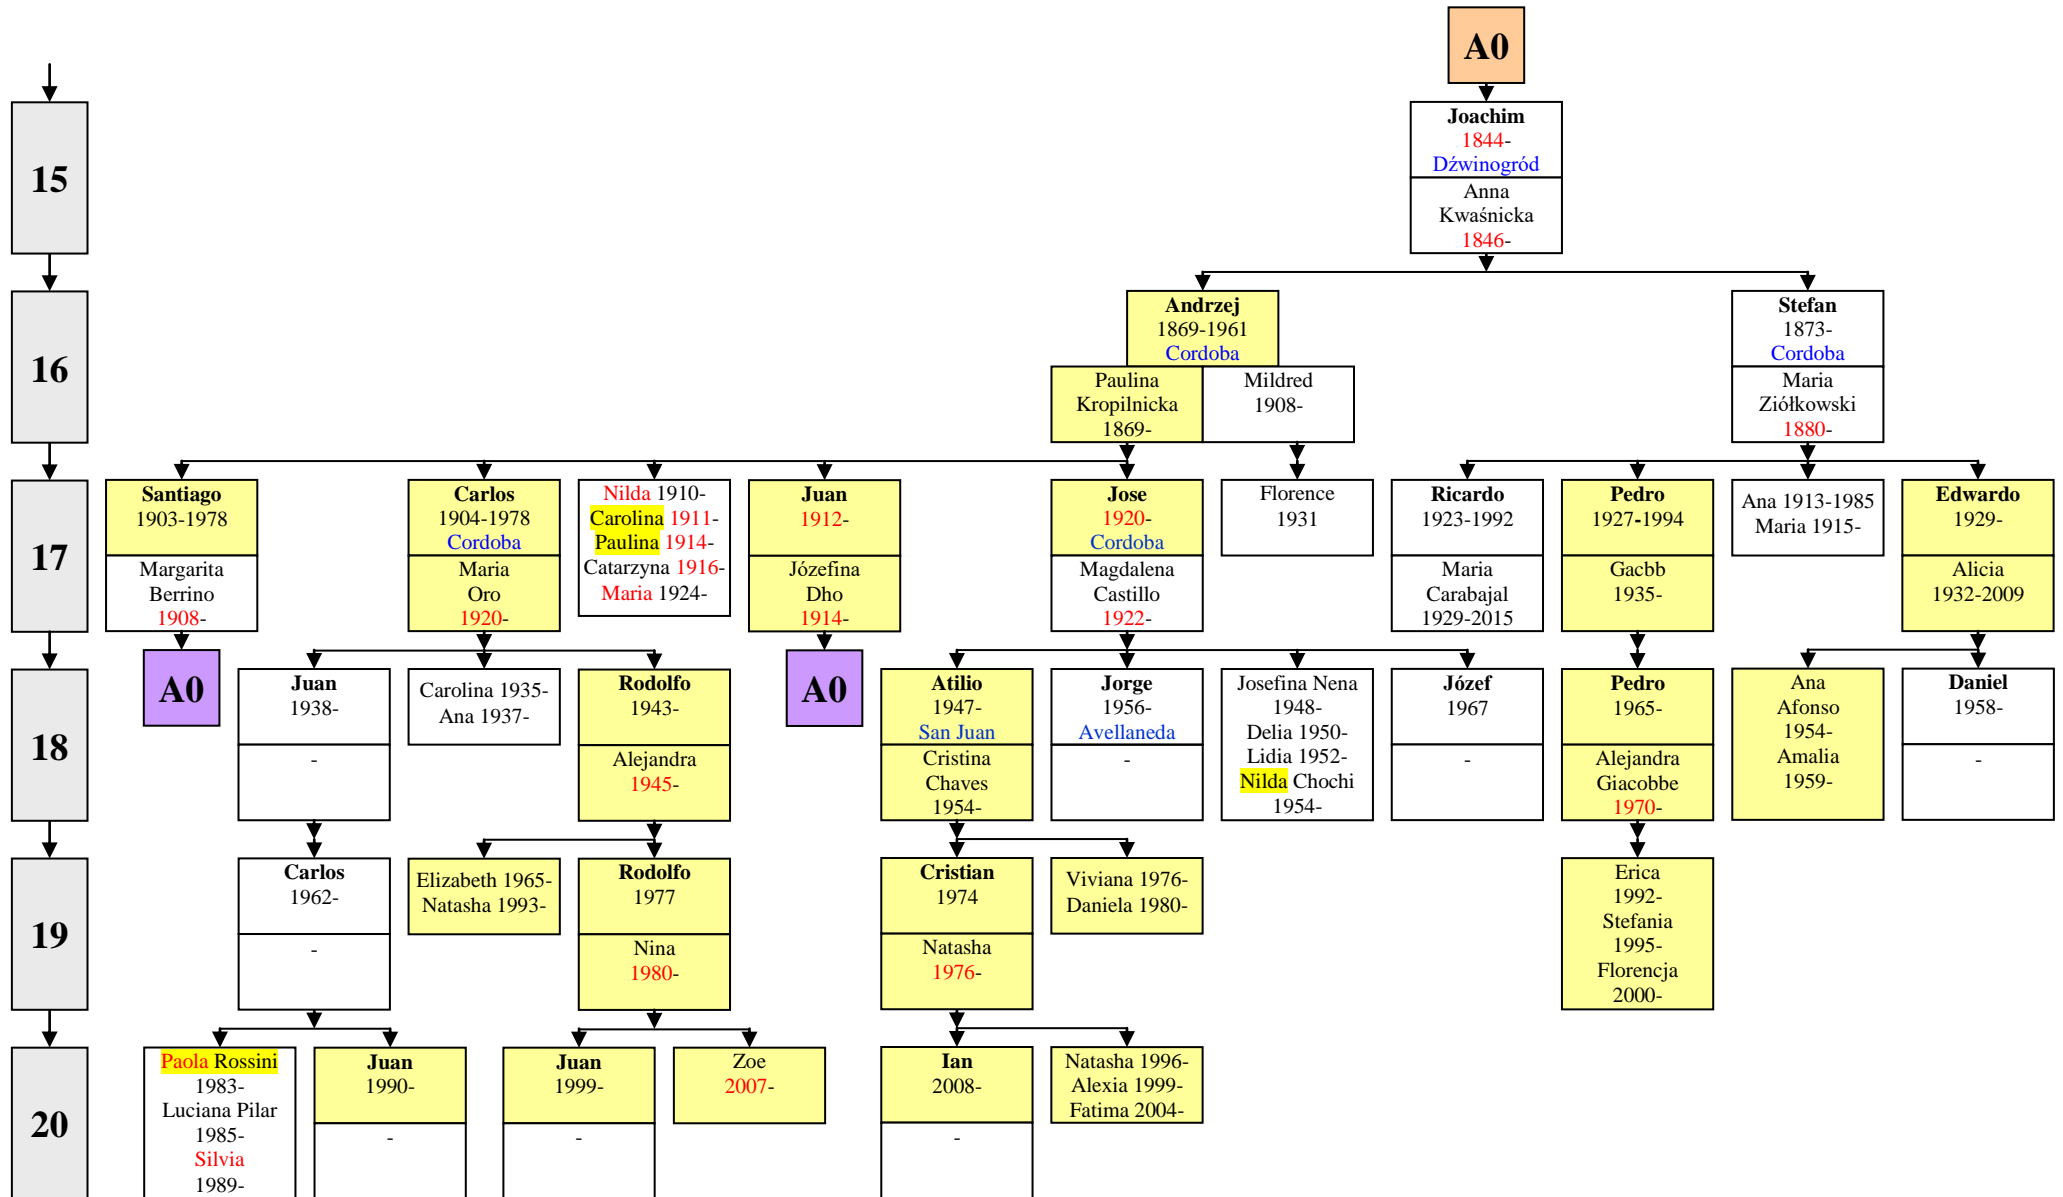 A0
15
Joachim
1844-
Dźwinogród
Anna
Kwaśnicka
1846-
16
Andrzej
1869-1961
Cordoba
Paulina
Kropilnicka
1869-
Mildred
1908-
Stefan
1873-
Cordoba
Maria
Ziółkowski
1880-
17
Santiago
1903-1978
Margarita
Berrino
1908-
Carlos
1904-1978
Cordoba
Maria
Oro
1920-
Nilda 1910-
Carolina 1911-
Paulina 1914-
Catarzyna 1916-
Maria 1924-
Juan
1912-
Józefina
Dho
1914-
Jose
1920-
Cordoba
Magdalena
Castillo
1922-
Florence
1931
Ricardo
1923-1992
Maria
Carabajal
1929-2015
Pedro
1927-1994
Gacbb
1935-
Ana 1913-1985
Maria 1915-
Edwardo
1929-
Alicia
1932-2009
18
A0
Juan
1938-
-
Carolina 1935-
Ana 1937-
Rodolfo
1943-
Alejandra
1945-
A0
Atilio
1947-
San Juan
Cristina
Chaves
1954-
Jorge
1956-
Avellaneda
-
Josefina Nena
1948-
Delia 1950-
Lidia 1952-
Nilda Chochi
1954-
Józef
1967
-
Pedro
1965-
Alejandra
Giacobbe
1970-
Ana
Afonso
1954-
Amalia
1959-
Daniel
1958-
-
19
Carlos
1962-
-
Elizabeth 1965-
Natasha 1993-
Rodolfo
1977
Nina
1980-
Cristian
1974
Natasha
1976-
Viviana 1976-
Daniela 1980-
Erica
1992-
Stefania
1995-
Florencja
2000-
20
Paola Rossini
1983-
Luciana Pilar
1985-
Silvia
1989-
Juan
1990-
-
Juan
1999-
-
Zoe
2007-
Ian
2008-
-
Natasha 1996-
Alexia 1999-
Fatima 2004-